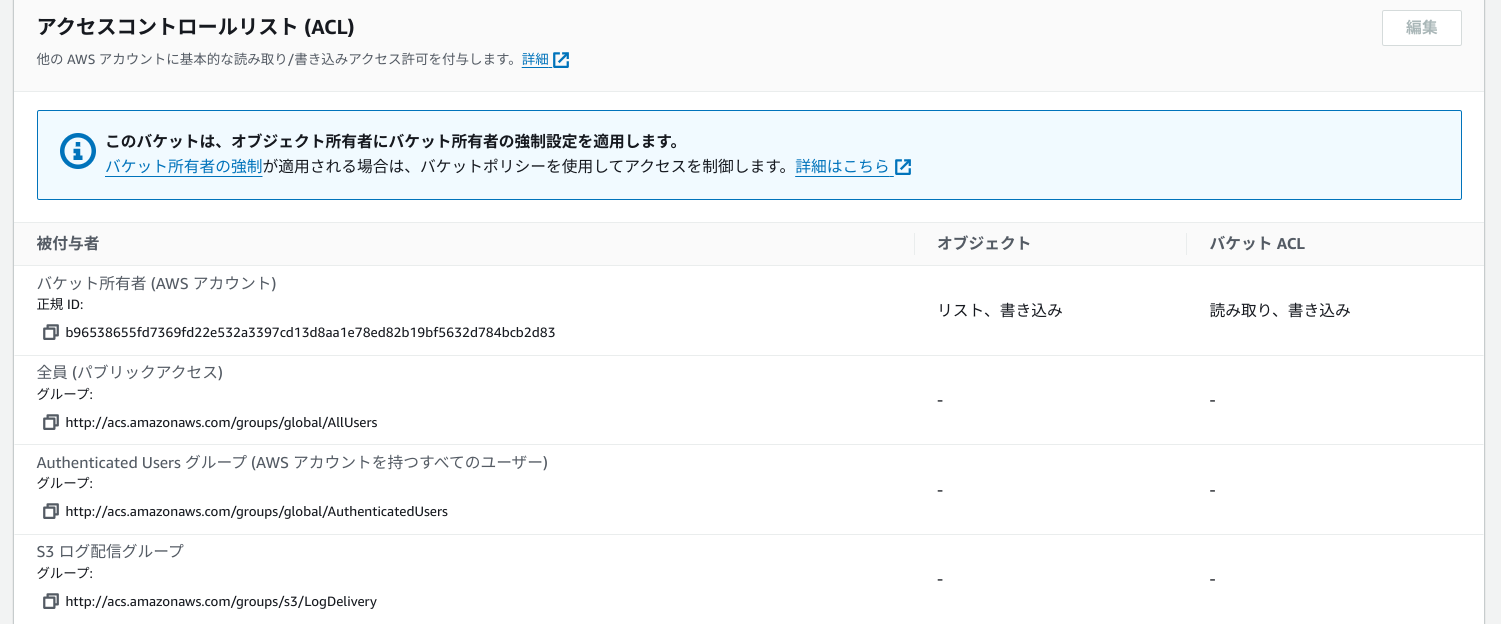 アクセスコントロールリスト (ACL)
編集
他の AWS アカウントに基本的な読み取り/書き込みアクセス許可を付与します。詳細
このバケットは、オブジェクト所有者にバケット所有者の強制設定を適用します。
バケット所有者の強制が適用される場合は、バケットポリシーを使用してアクセスを制御します。詳細はこちら
被付与者 オブジェクト バケット ACL
バケット所有者 (AWS アカウント)
正規 ID:
b96538655fd7369fd22e532a3397cd13d8aa1e78ed82b19bf5632d784bcb2d83
リスト、書き込み 読み取り、書き込み
全員 (パブリックアクセス)
グループ:
http://acs.amazonaws.com/groups/global/AllUsers
- -
Authenticated Users グループ (AWS アカウントを持つすべてのユーザー)
グループ:
http://acs.amazonaws.com/groups/global/AuthenticatedUsers
- -
S3 ログ配信グループ
グループ:
http://acs.amazonaws.com/groups/s3/LogDelivery
- -